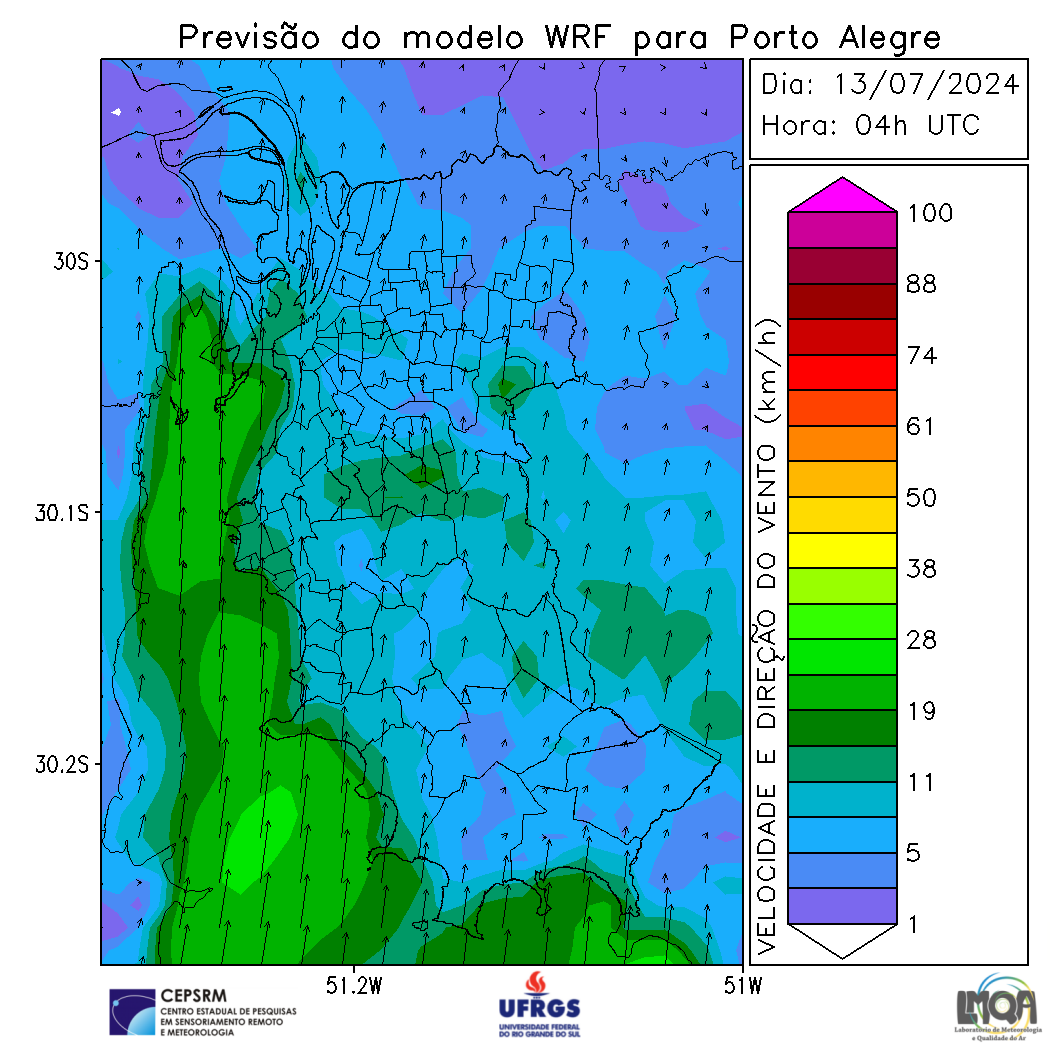 Previsão do modelo WRF para Porto Alegre
Dia: 13/07/2024
Hora: 04h UTC
30S
30.1S
30.2S
51.2W
51W
VELOCIDADE E DIREÇÃO DO VENTO (km/h)
100
88
74
61
50
38
28
19
11
5
1
CEPSRM
CENTRO ESTADUAL DE PESQUISAS
EM SENSORIAMENTO REMOTO
E METEOROLOGIA
UFRGS
UNIVERSIDADE FEDERAL
DO RIO GRANDE DO SUL
LMQA
Laboratório de Meteorologia
e Qualidade do Ar